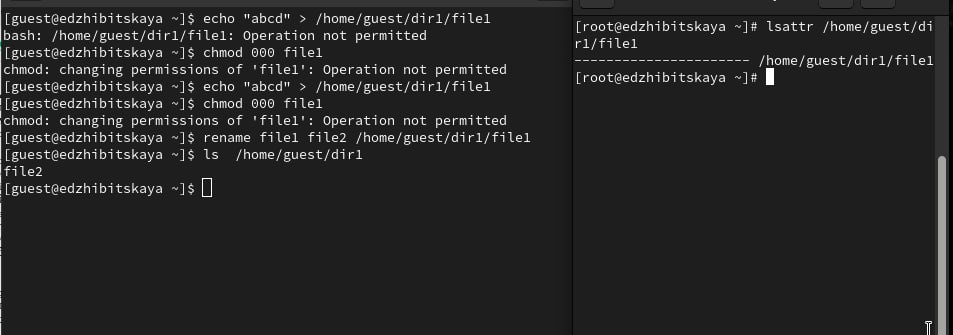 [guest@edzhibitskaya ~]$ echo "abcd" > /home/guest/dir1/file1
bash: /home/guest/dir1/file1: Operation not permitted
[guest@edzhibitskaya ~]$ chmod 000 file1
chmod: changing permissions of 'file1': Operation not permitted
[guest@edzhibitskaya ~]$ echo "abcd" > /home/guest/dir1/file1
[guest@edzhibitskaya ~]$ chmod 000 file1
chmod: changing permissions of 'file1': Operation not permitted
[guest@edzhibitskaya ~]$ rename file1 file2 /home/guest/dir1/file1
[guest@edzhibitskaya ~]$ ls  /home/guest/dir1
file2
[guest@edzhibitskaya ~]$
[root@edzhibitskaya ~]# lsattr /home/guest/di
r1/file1
---------------------- /home/guest/dir1/file1
[root@edzhibitskaya ~]#